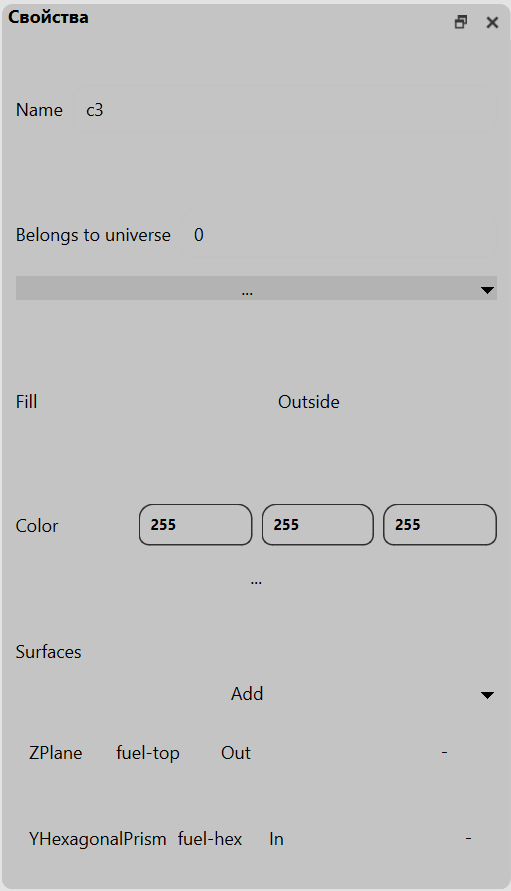 Свойства
Name c3
Belongs to universe 0
...
Fill Outside
Color 255 255 255
...
Surfaces
Add
ZPlane fuel-top Out -
YHexagonalPrism fuel-hex In -